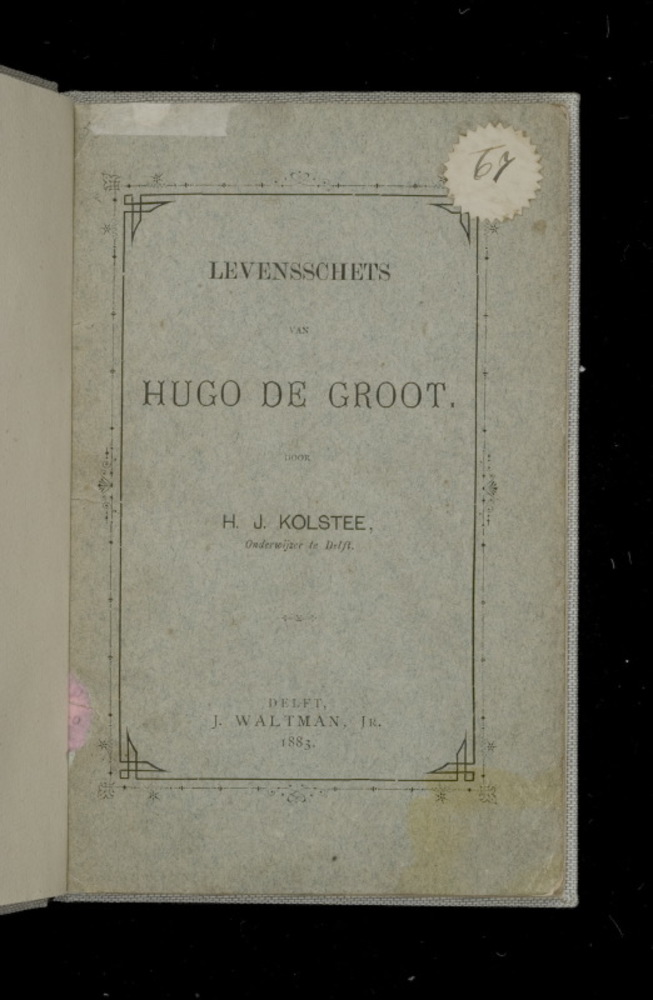 67
LEVENSSCHETS
VAN
HUGO DE GROOT.
DOOR
H. J. KOLSTEE,
Onderwijzer te Delft.
DELFT,
J. WALTMAN, JR.
1883.